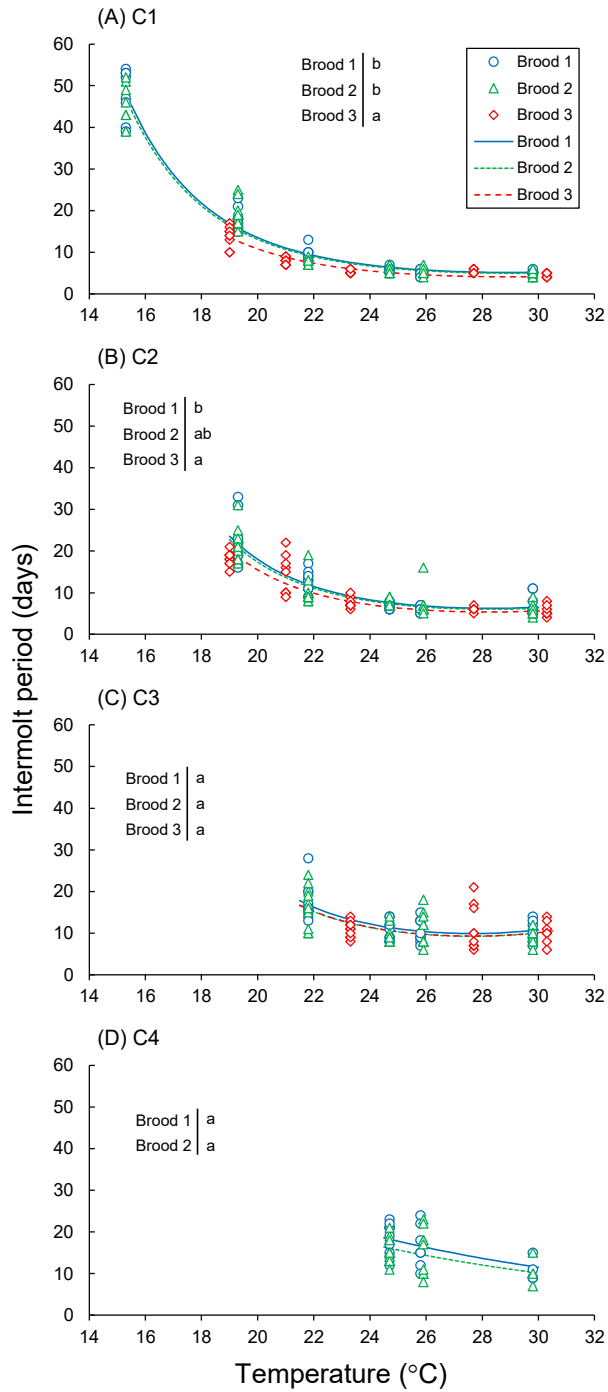 (A) C1
60
50
40
30
20
10
0
Brood 1 b
Brood 2 b
Brood 3 a
Brood 1
Brood 2
Brood 3
Brood 1
Brood 2
Brood 3
14 16 18 20 22 24 26 28 30 32
(B) C2
60
50
40
30
20
10
0
Brood 1 b
Brood 2 ab
Brood 3 a
14 16 18 20 22 24 26 28 30 32
Intermolt period (days)
(C) C3
60
50
40
30
20
10
0
Brood 1 a
Brood 2 a
Brood 3 a
14 16 18 20 22 24 26 28 30 32
(D) C4
60
50
40
30
20
10
0
Brood 1 a
Brood 2 a
14 16 18 20 22 24 26 28 30 32
Temperature (°C)